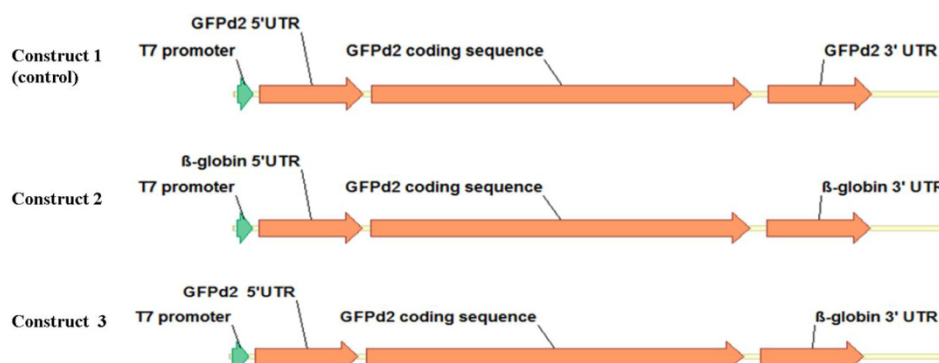 GFPd2 5'UTR
T7 promoter
GFPd2 coding sequence
GFPd2 3' UTR
Construct 1
(control)
ß-globin 5'UTR
T7 promoter
GFPd2 coding sequence
ß-globin 3' UTR
Construct 2
GFPd2 5'UTR
T7 promoter
GFPd2 coding sequence
ß-globin 3' UTR
Construct 3